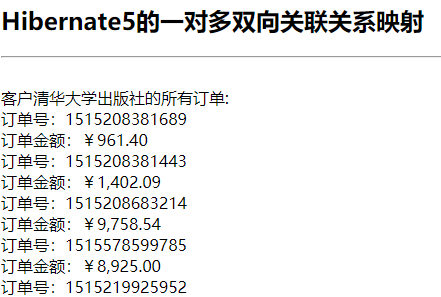 Hibernate5的一对多双向关联关系映射
客户清华大学出版社的所有订单:
订单号：1515208381689
订单金额：￥961.40
订单号：1515208381443
订单金额：￥1,402.09
订单号：1515208683214
订单金额：￥9,758.54
订单号：1515578599785
订单金额：￥8,925.00
订单号：1515219925952